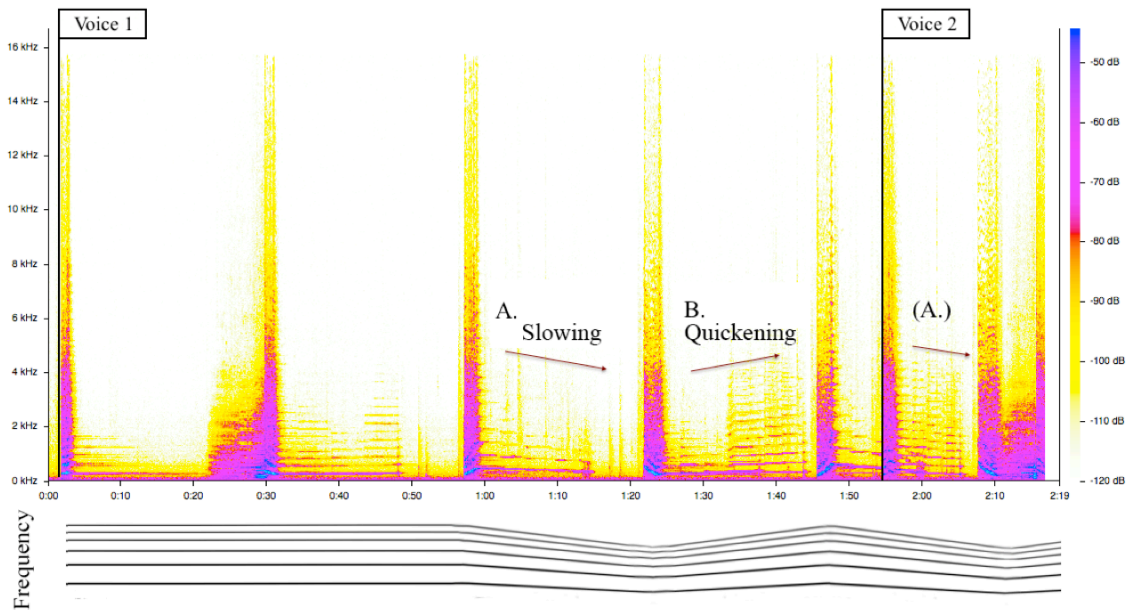 Voice 1
Voice 2
16 kHz
14 kHz
12 kHz
10 kHz
8 kHz
6 kHz
4 kHz
2 kHz
0 kHz
A.
Slowing
B.
Quickening
(A.)
-50 dB
-60 dB
-70 dB
-80 dB
-90 dB
-100 dB
-110 dB
-120 dB
0:00 0:10 0:20 0:30 0:40 0:50 1:00 1:10 1:20 1:30 1:40 1:50 2:00 2:10 2:19
Frequency